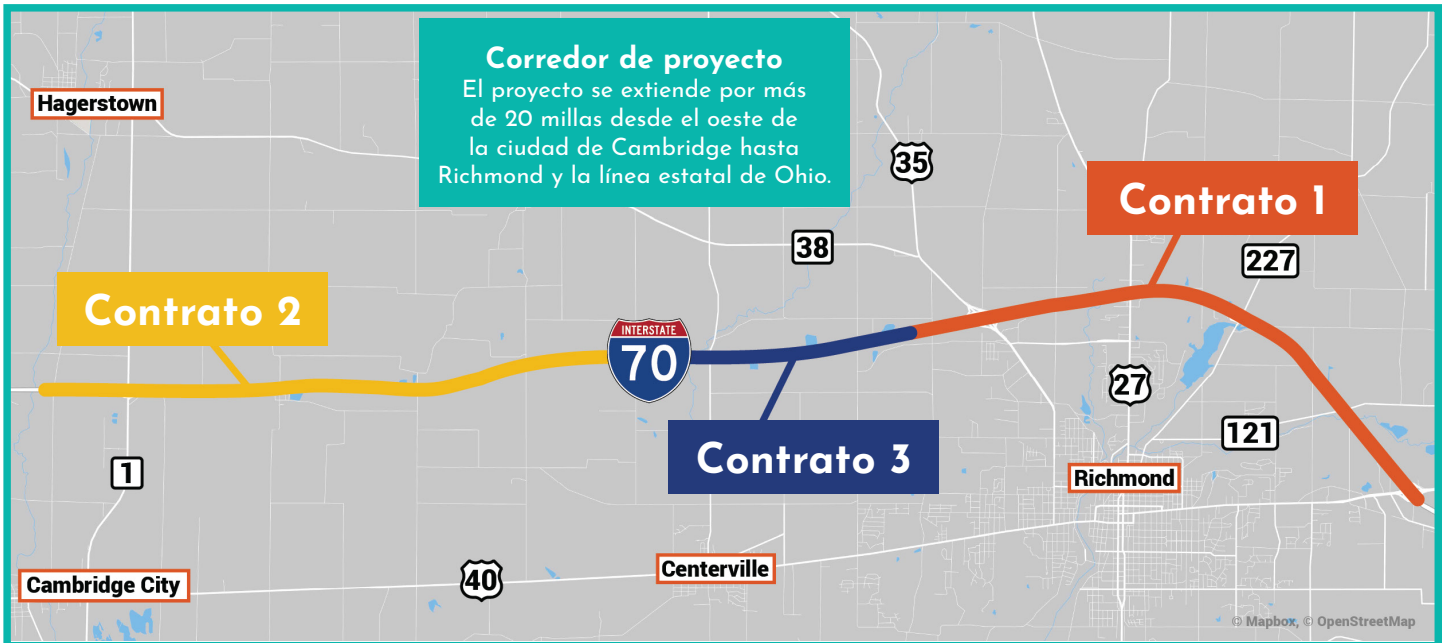 Corredor de proyecto
El proyecto se extiende por más
de 20 millas desde el oeste de
la ciudad de Cambridge hasta
Richmond y la línea estatal de Ohio.
Hagerstown
35
Contrato 1
38
227
Contrato 2
INTERSTATE
70
27
121
Contrato 3
1
Richmond
Centerville
40
Cambridge City
© Mapbox, © OpenStreetMap